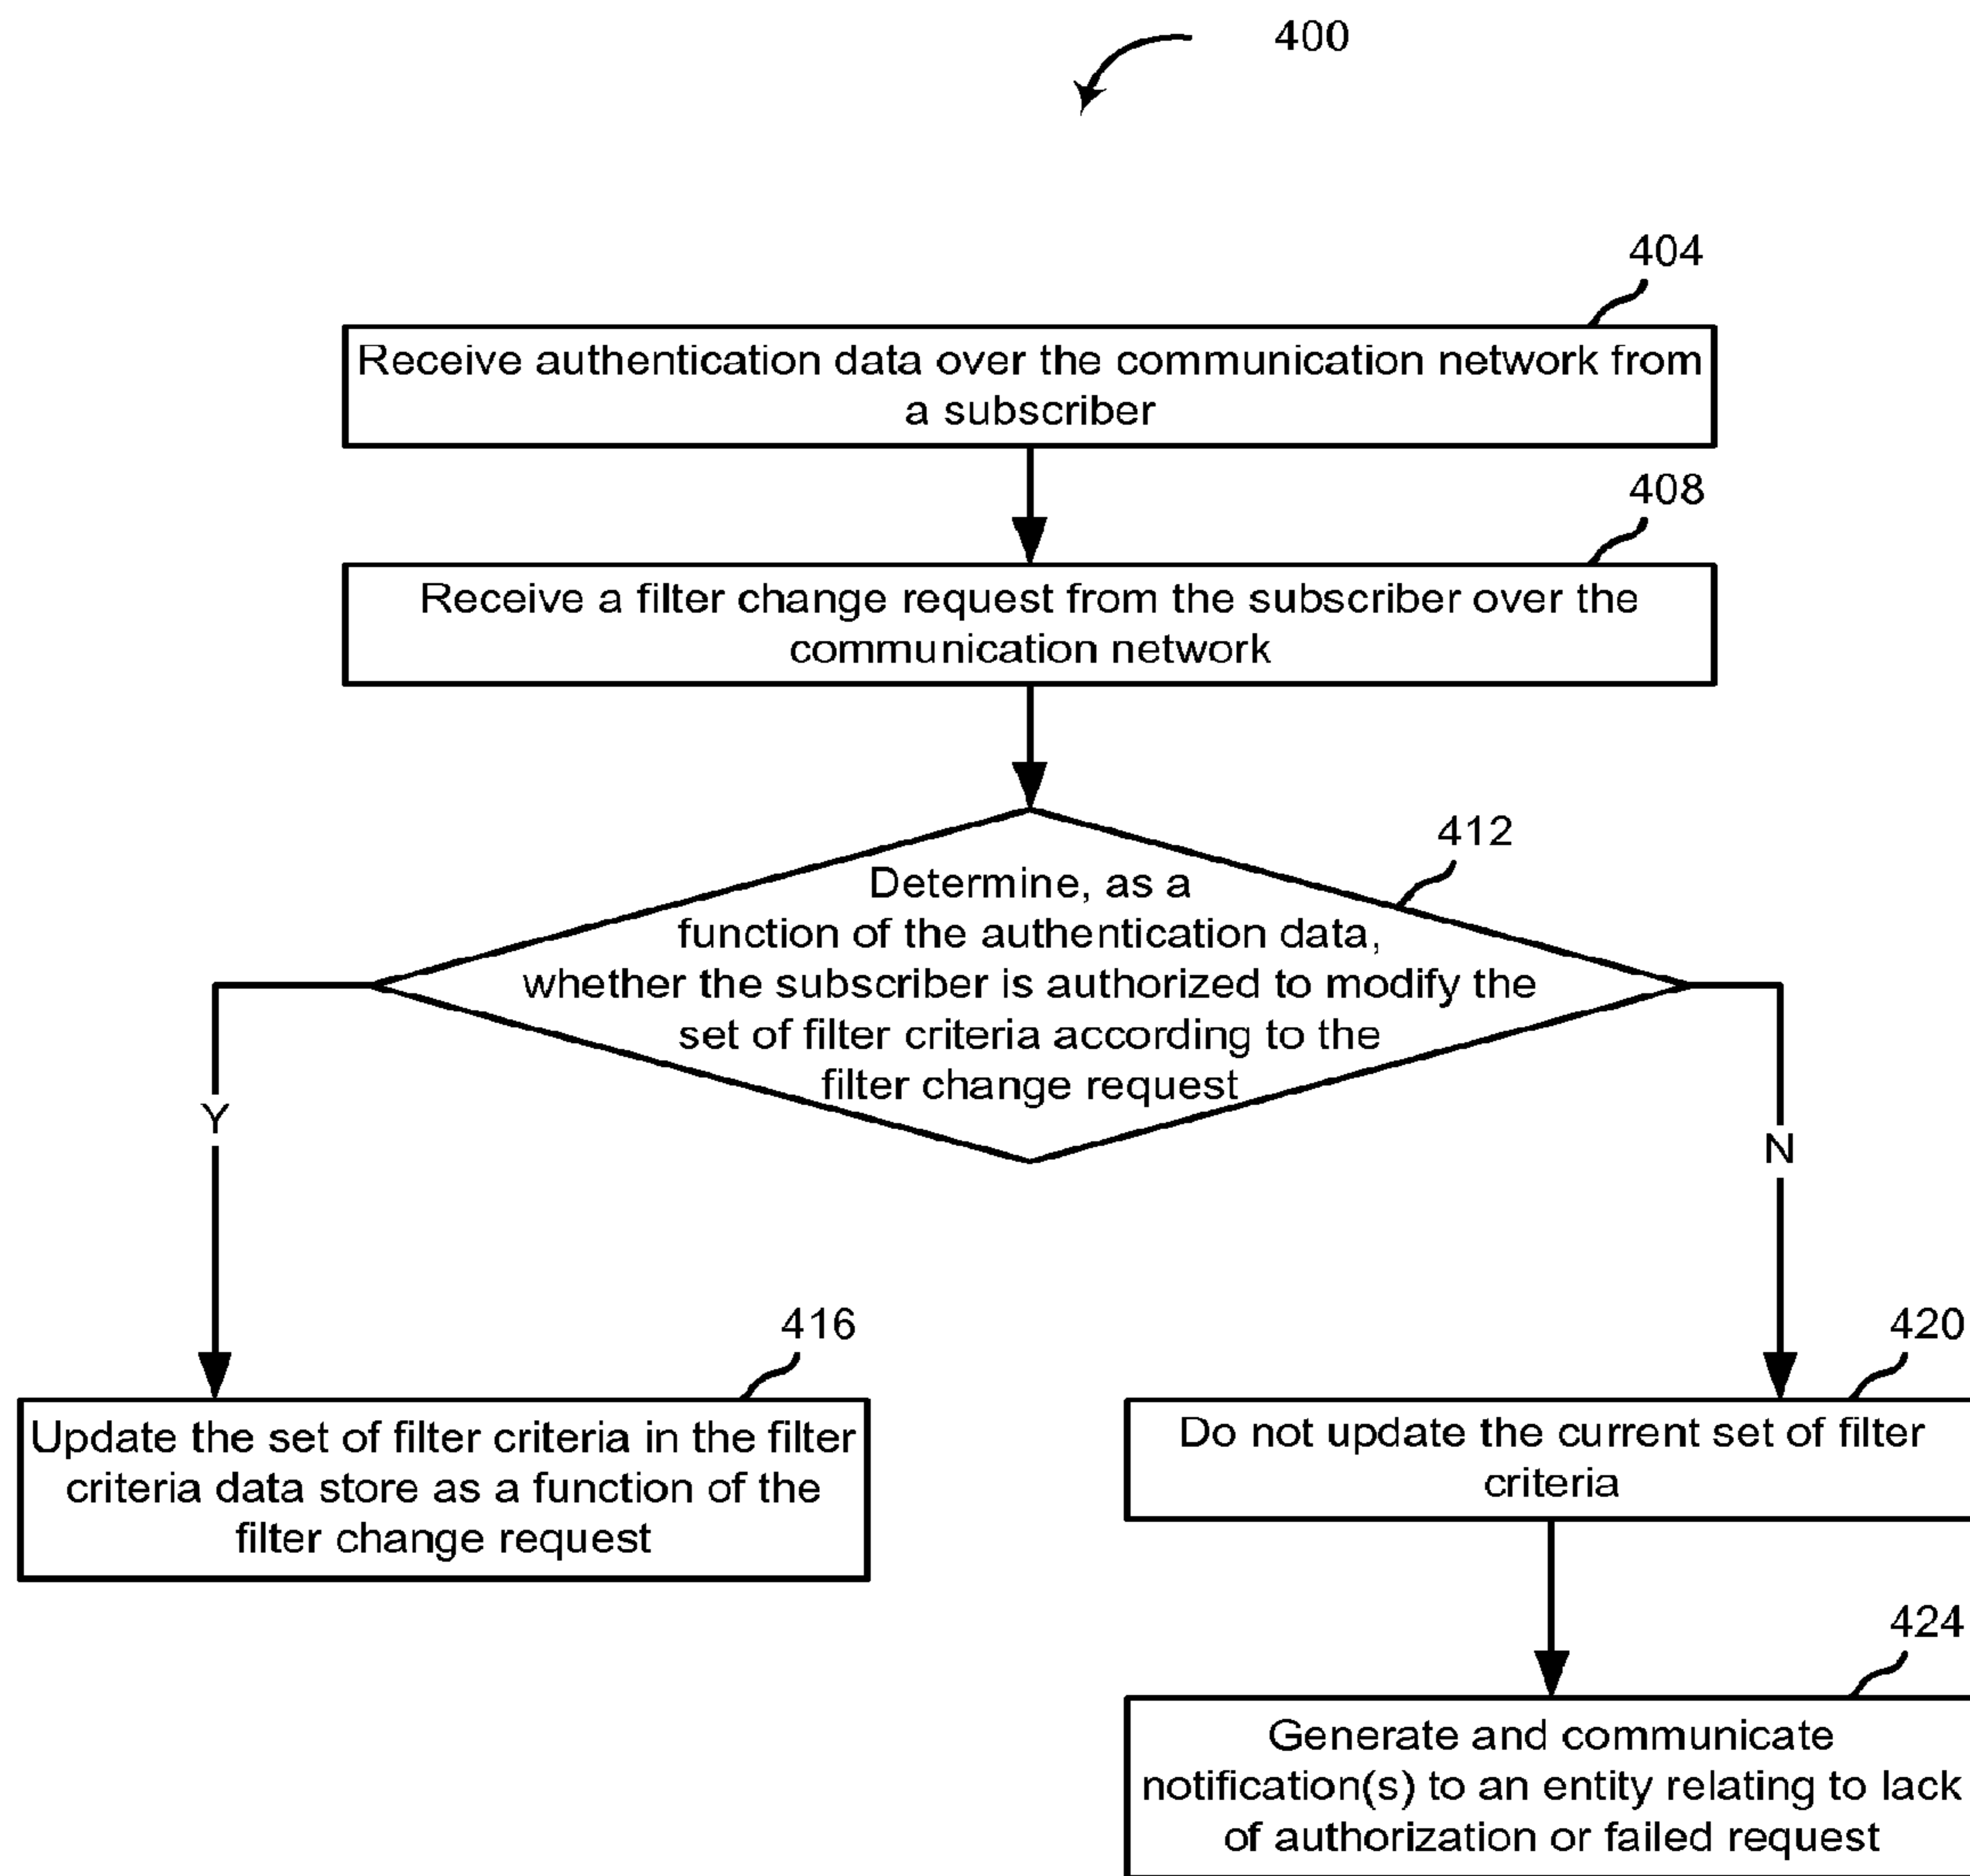 400
404
Receive authentication data over the communication network from
a subscriber
408
Receive a filter change request from the subscriber over the
communication network
412
Determine, as a
function of the authentication data,
whether the subscriber is authorized to modify the
set of filter criteria according to the
filter change request
Y
N
416
Update the set of filter criteria in the filter
criteria data store as a function of the
filter change request
420
Do not update the current set of filter
criteria
424
Generate and communicate
notification(s) to an entity relating to lack
of authorization or failed request